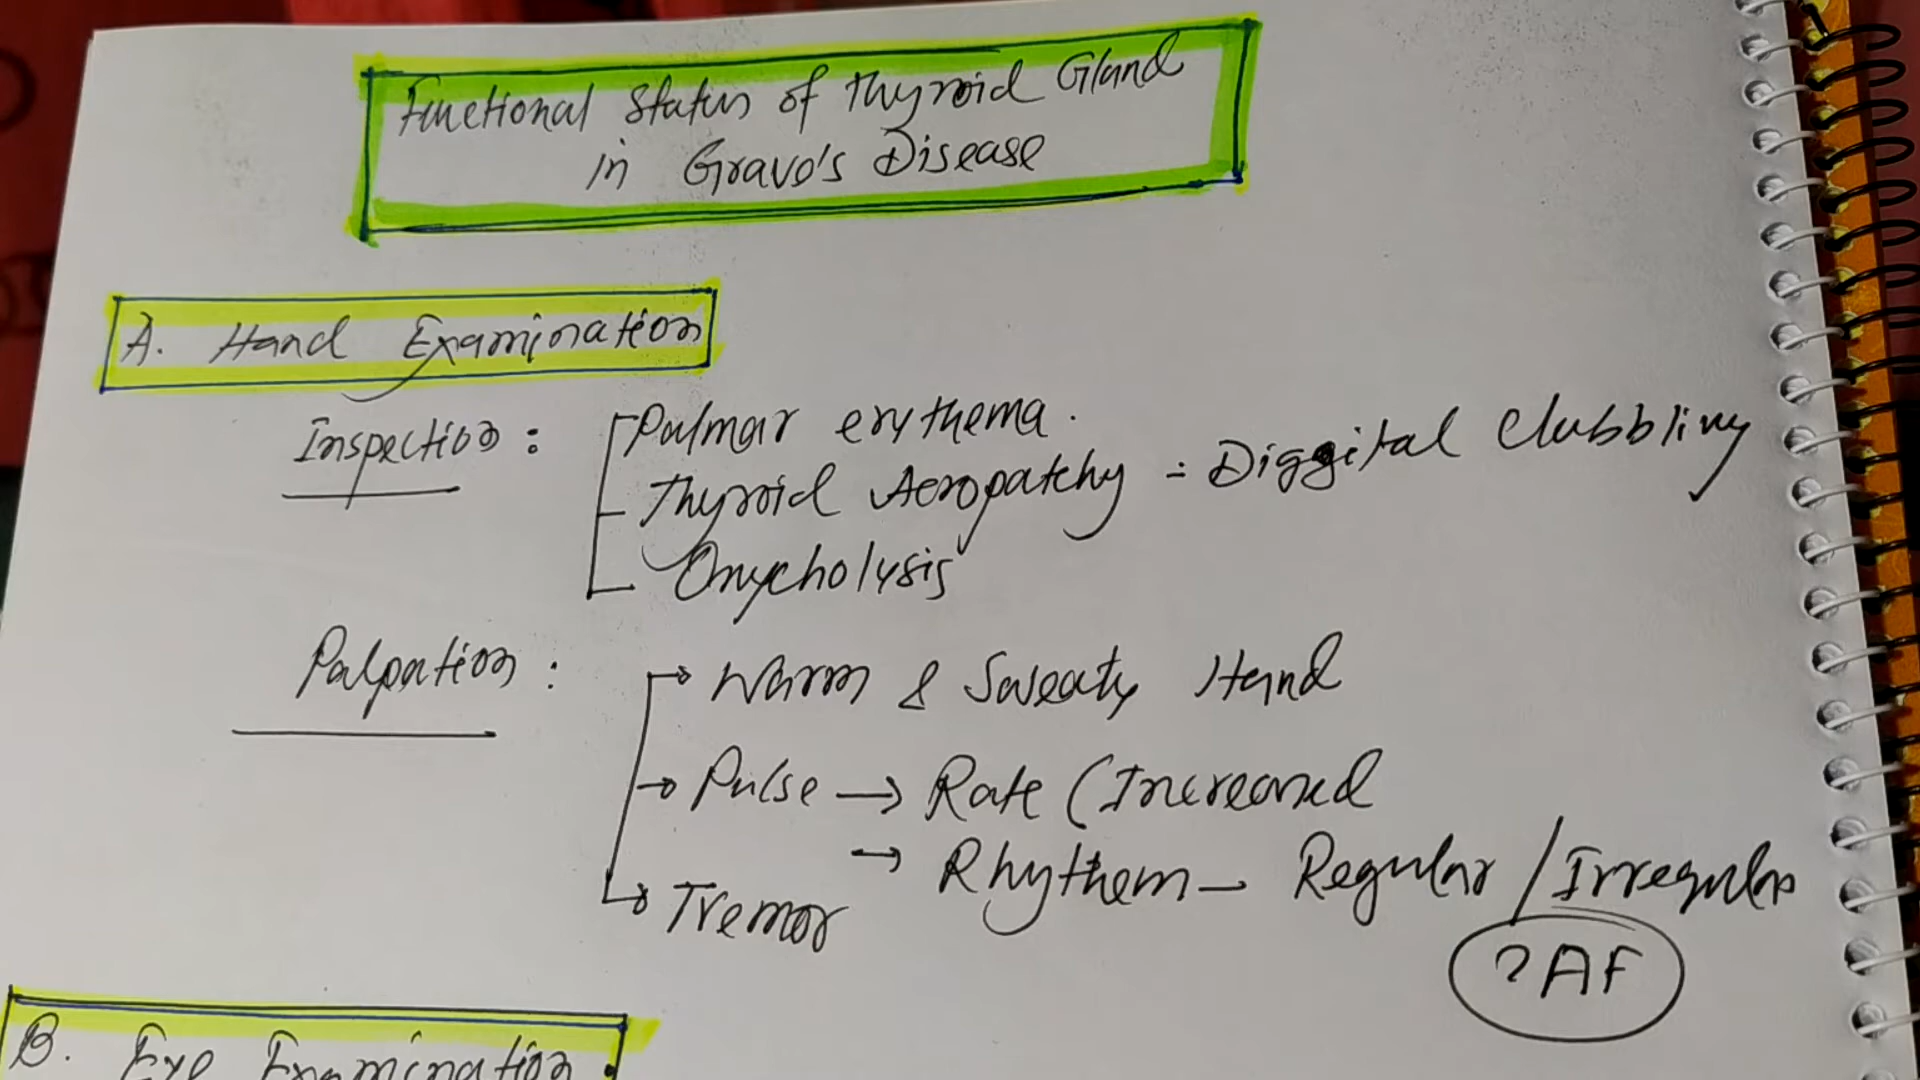 Functional Status of Thyroid Gland
in Grave's Disease
A. Hand Examination
Inspection :
Palmar erythema.
Thyroid Acropatchy = Diggital Clubbling
Onycholysis
Palpation :
→ Warm & Sweaty Hand
→ Pulse → Rate (Increased
→ Rhythem - Regular / Irregular
→ Tremor
? AF
B. Eye Examination